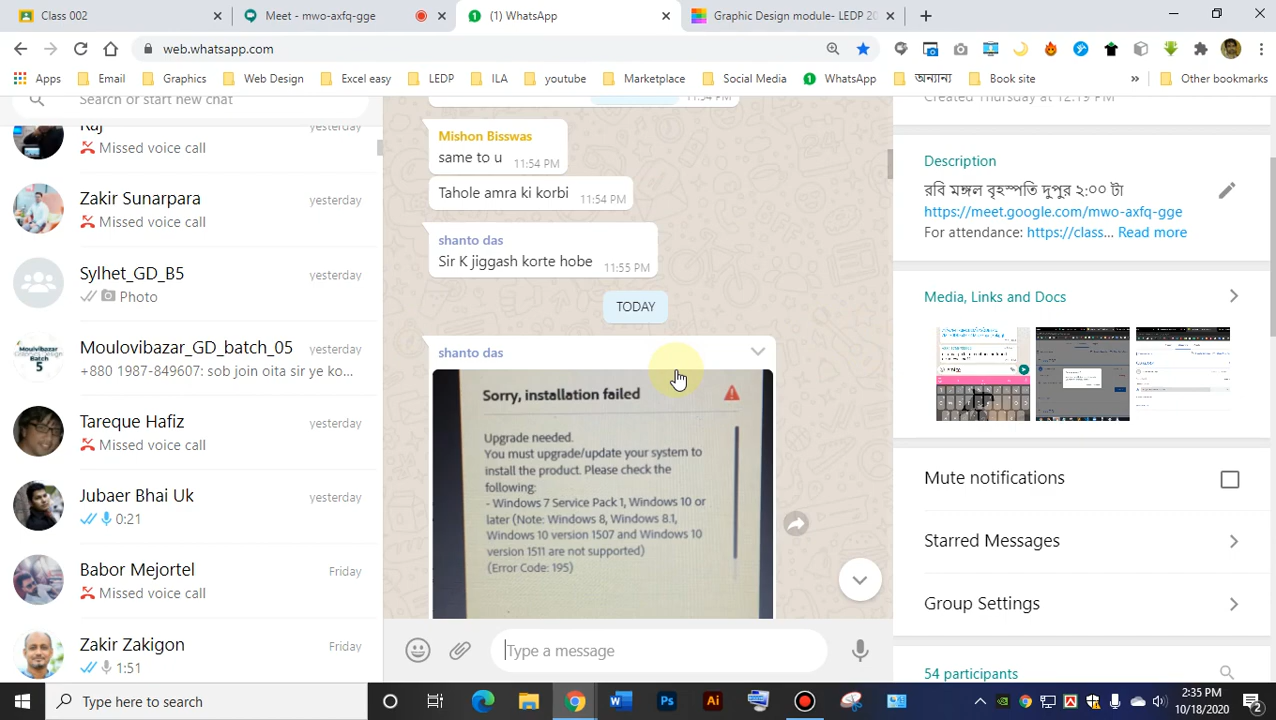 Class 002
Meet - mwo-axfq-gge
(1) WhatsApp
Graphic Design module- LEDP 20
web.whatsapp.com
Apps
Email
Graphics
Web Design
Excel easy
LEDP
ILA
youtube
Marketplace
Social Media
WhatsApp
অন্যান্য
Book site
Other bookmarks
Search or start new chat
Raj
yesterday
Missed voice call
Zakir Sunarpara
yesterday
Missed voice call
Sylhet_GD_B5
yesterday
Photo
Moulovibazar_GD_batch_05
yesterday
+880 1987-849607: sob join oita sir ye ko...
Tareque Hafiz
yesterday
Missed voice call
Jubaer Bhai Uk
yesterday
0:21
Babor Mejortel
Friday
Missed voice call
Zakir Zakigon
Friday
1:51
11:54 PM
Mishon Bisswas
same to u
11:54 PM
Tahole amra ki korbi
11:54 PM
shanto das
Sir K jiggash korte hobe
11:55 PM
TODAY
shanto das
Sorry, installation failed
Upgrade needed.
You must upgrade/update your system to
install the product. Please check the
following:
- Windows 7 Service Pack 1, Windows 10 or
later (Note: Windows 8, Windows 8.1,
Windows 10 version 1507 and Windows 10
version 1511 are not supported)
(Error Code: 195)
Type a message
Created Thursday at 12:19 PM
Description
রবি মঙ্গল বৃহস্পতি দুপুর ২:০০ টা
https://meet.google.com/mwo-axfq-gge
For attendance: https://class... Read more
Media, Links and Docs
Mute notifications
Starred Messages
Group Settings
54 participants
Type here to search
2:35 PM
10/18/2020